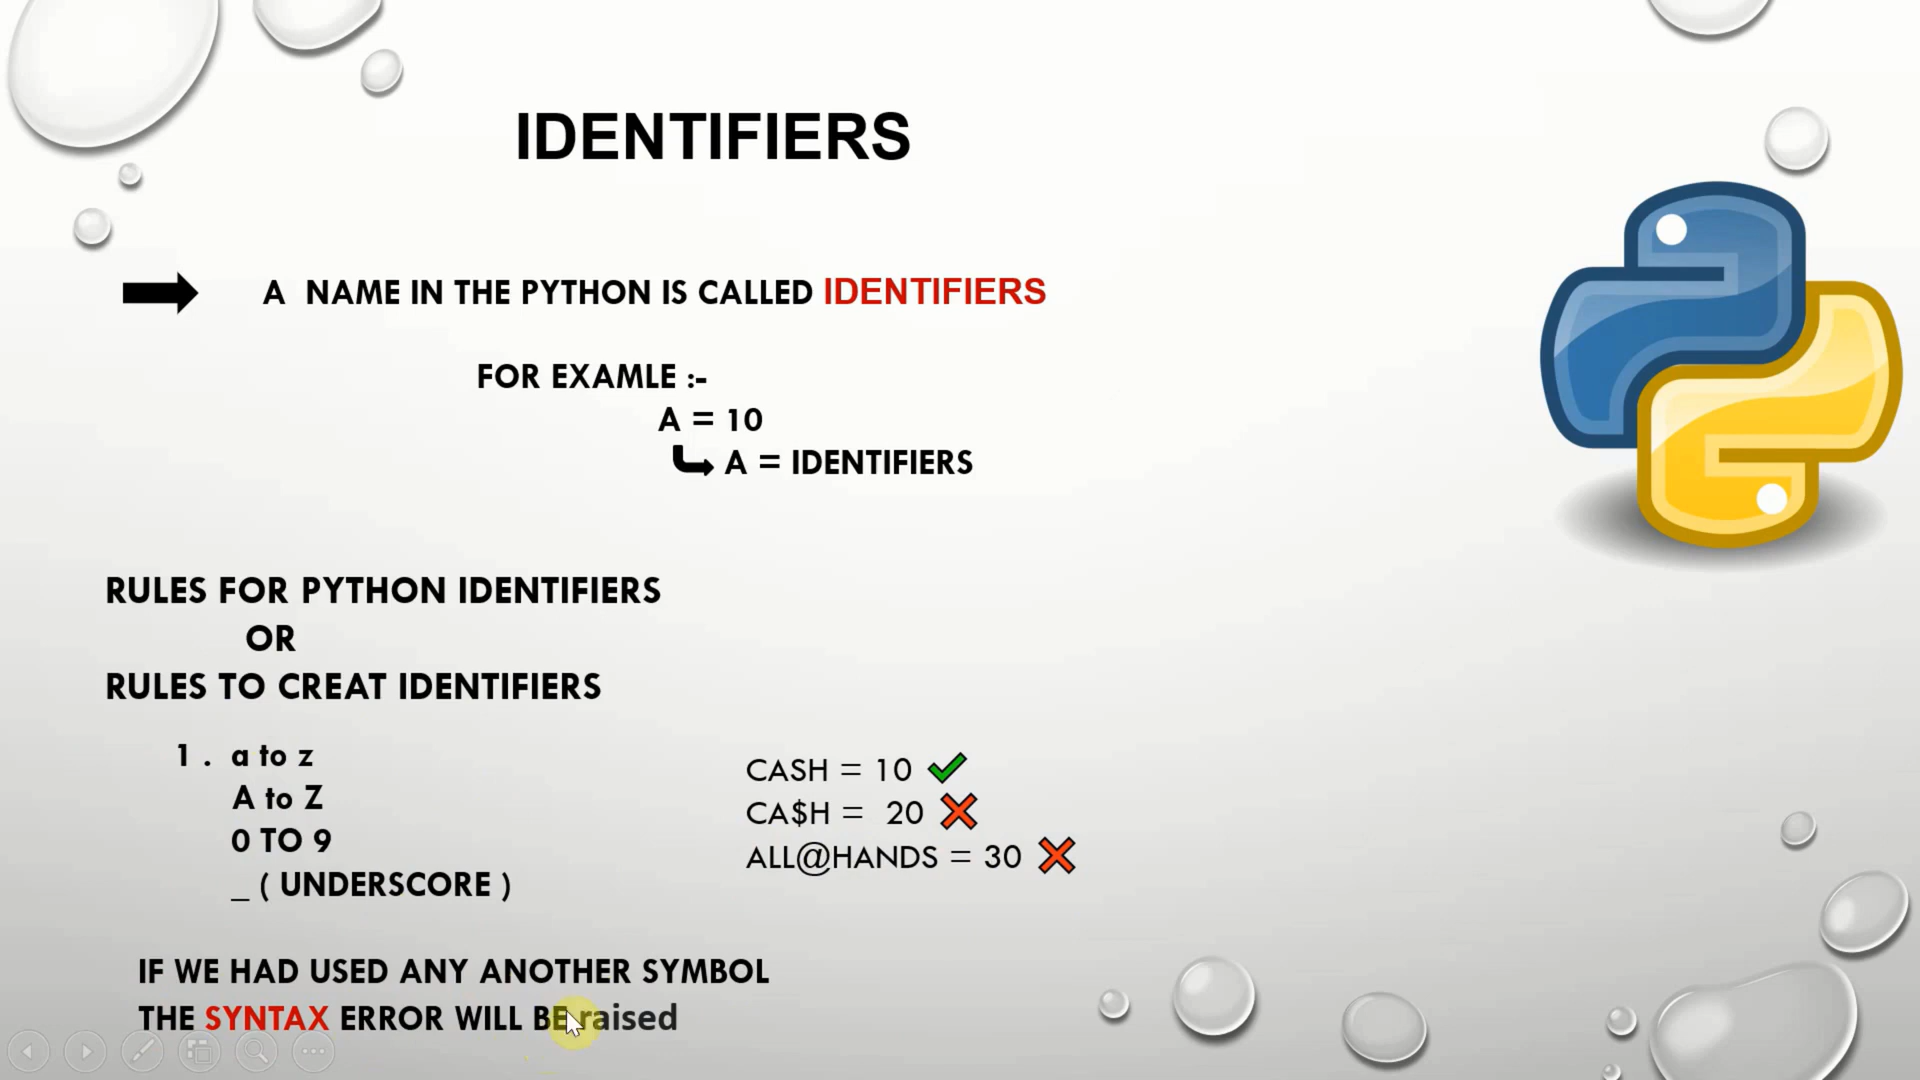 IDENTIFIERS
A NAME IN THE PYTHON IS CALLED IDENTIFIERS
FOR EXAMLE :-
A = 10
A = IDENTIFIERS
RULES FOR PYTHON IDENTIFIERS
OR
RULES TO CREAT IDENTIFIERS
1 . a to z
A to Z
0 TO 9
_ ( UNDERSCORE )
CASH = 10
CA$H = 20
ALL@HANDS = 30
IF WE HAD USED ANY ANOTHER SYMBOL
THE SYNTAX ERROR WILL BE raised